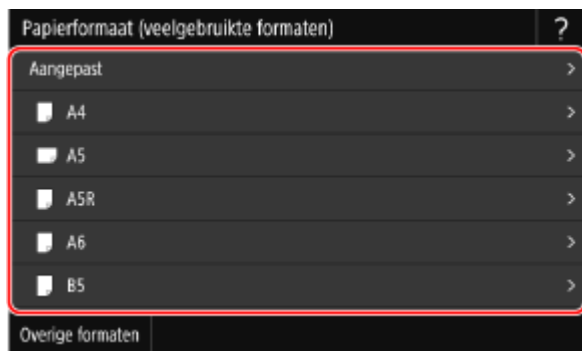 Papierformaat (veelgebruikte formaten) ?
Aangepast >
A4 >
A5 >
A5R >
A6 >
B5 >
Overige formaten